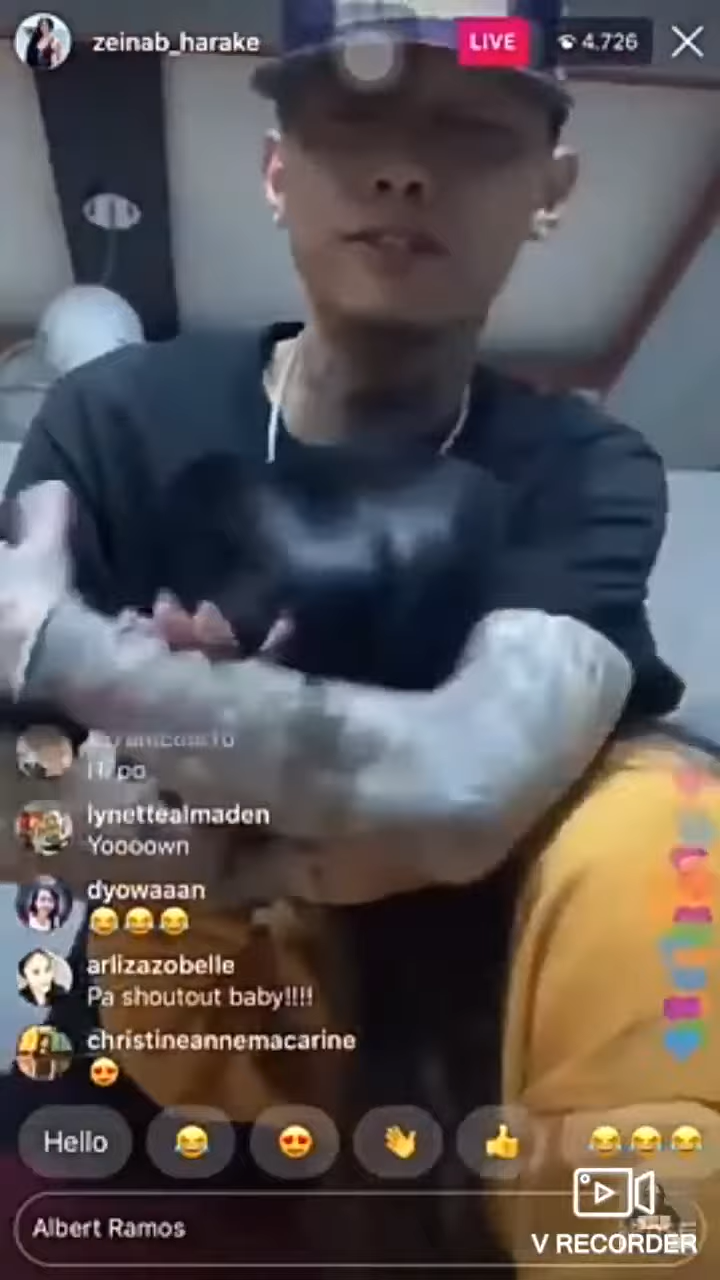 zeinab_harake
LIVE
4.726
lynettealmaden
Yoooown
dyowaaan
😂😂😂
arlizazobelle
Pa shoutout baby!!!!
christineannemacarine
😍
Hello 😂 😍 👋 👍 😂😂😂
Albert Ramos
V RECORDER